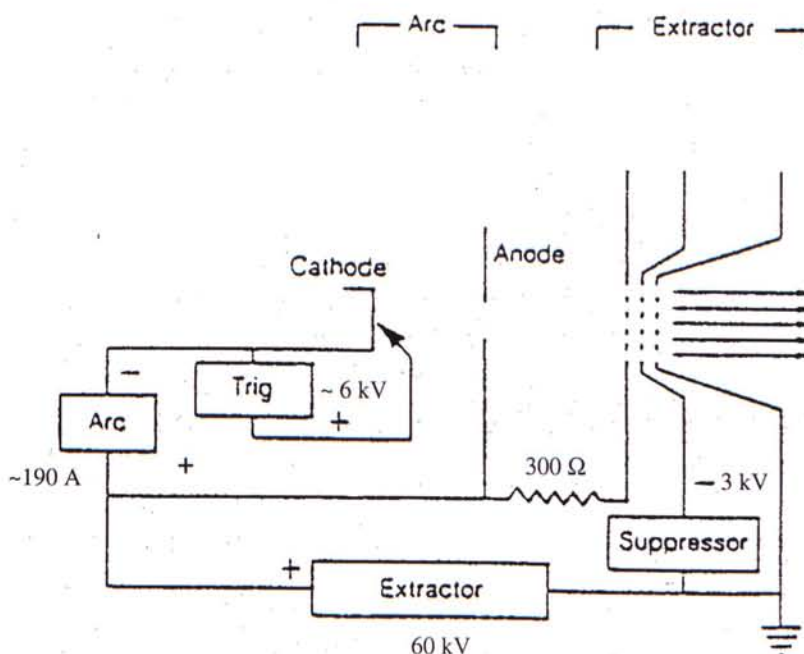 Arc
Extractor
Cathode
Anode
−
Trig
~ 6 kV
+
Arc
+
~190 A
300 Ω
− 3 kV
Suppressor
+
Extractor
60 kV